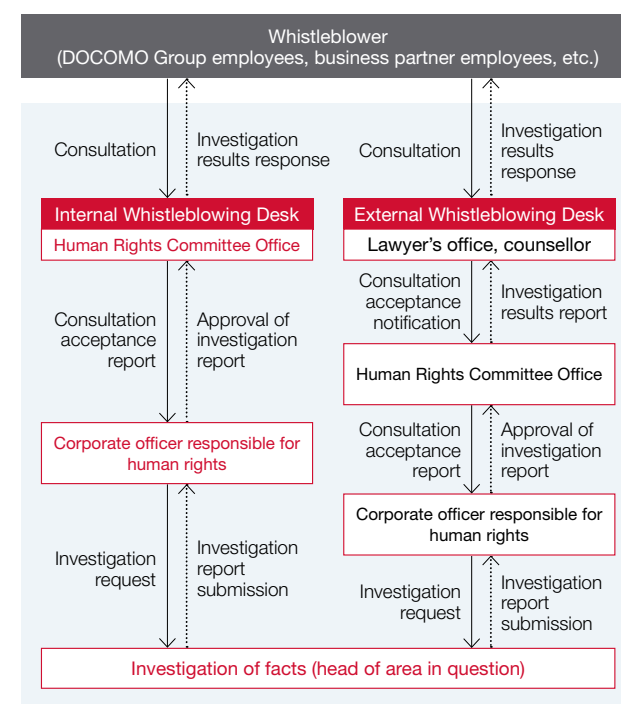 Whistleblower
(DOCOMO Group employees, business partner employees, etc.)
Consultation
Investigation
results response
Consultation
Investigation
results
response
Internal Whistleblowing Desk
Human Rights Committee Office
External Whistleblowing Desk
Lawyer's office, counsellor
Consultation
acceptance
report
Approval of
investigation
report
Consultation
acceptance
notification
Investigation
results report
Human Rights Committee Office
Corporate officer responsible for
human rights
Consultation
acceptance
report
Approval of
investigation
report
Corporate officer responsible for
human rights
Investigation
request
Investigation
report
submission
Investigation
request
Investigation
report
submission
Investigation of facts (head of area in question)